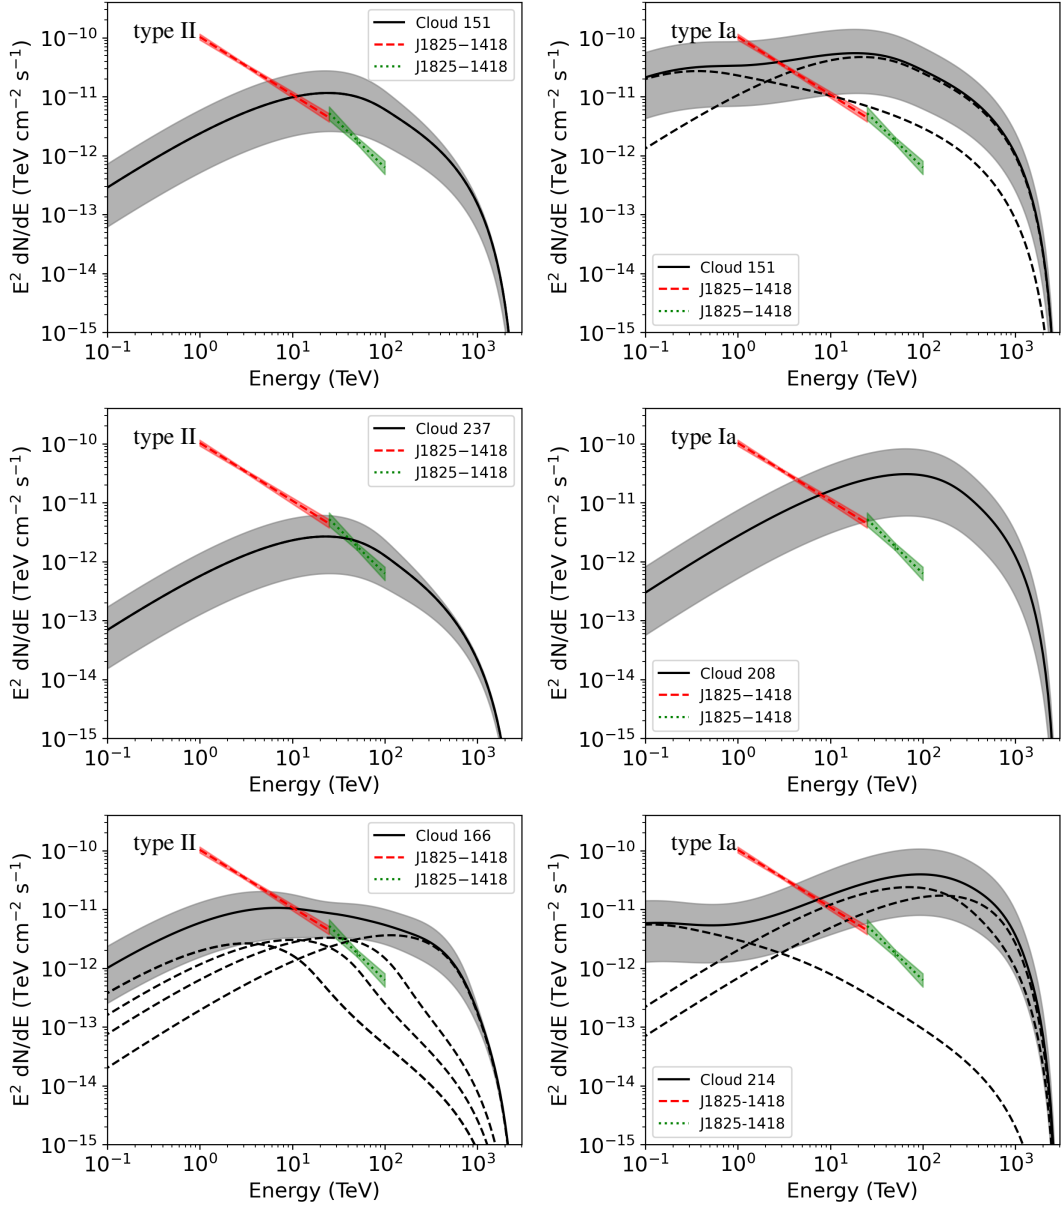 type II
Cloud 151
J1825−1418
J1825−1418
E² dN/dE (TeV cm⁻² s⁻¹)
10⁻¹⁰
10⁻¹¹
10⁻¹²
10⁻¹³
10⁻¹⁴
10⁻¹⁵
10⁻¹ 10⁰ 10¹ 10² 10³
Energy (TeV)
type Ia
Cloud 151
J1825−1418
J1825−1418
E² dN/dE (TeV cm⁻² s⁻¹)
10⁻¹⁰
10⁻¹¹
10⁻¹²
10⁻¹³
10⁻¹⁴
10⁻¹⁵
10⁻¹ 10⁰ 10¹ 10² 10³
Energy (TeV)
type II
Cloud 237
J1825−1418
J1825−1418
E² dN/dE (TeV cm⁻² s⁻¹)
10⁻¹⁰
10⁻¹¹
10⁻¹²
10⁻¹³
10⁻¹⁴
10⁻¹⁵
10⁻¹ 10⁰ 10¹ 10² 10³
Energy (TeV)
type Ia
Cloud 208
J1825−1418
J1825−1418
E² dN/dE (TeV cm⁻² s⁻¹)
10⁻¹⁰
10⁻¹¹
10⁻¹²
10⁻¹³
10⁻¹⁴
10⁻¹⁵
10⁻¹ 10⁰ 10¹ 10² 10³
Energy (TeV)
type II
Cloud 166
J1825−1418
J1825−1418
E² dN/dE (TeV cm⁻² s⁻¹)
10⁻¹⁰
10⁻¹¹
10⁻¹²
10⁻¹³
10⁻¹⁴
10⁻¹⁵
10⁻¹ 10⁰ 10¹ 10² 10³
Energy (TeV)
type Ia
Cloud 214
J1825-1418
J1825-1418
E² dN/dE (TeV cm⁻² s⁻¹)
10⁻¹⁰
10⁻¹¹
10⁻¹²
10⁻¹³
10⁻¹⁴
10⁻¹⁵
10⁻¹ 10⁰ 10¹ 10² 10³
Energy (TeV)